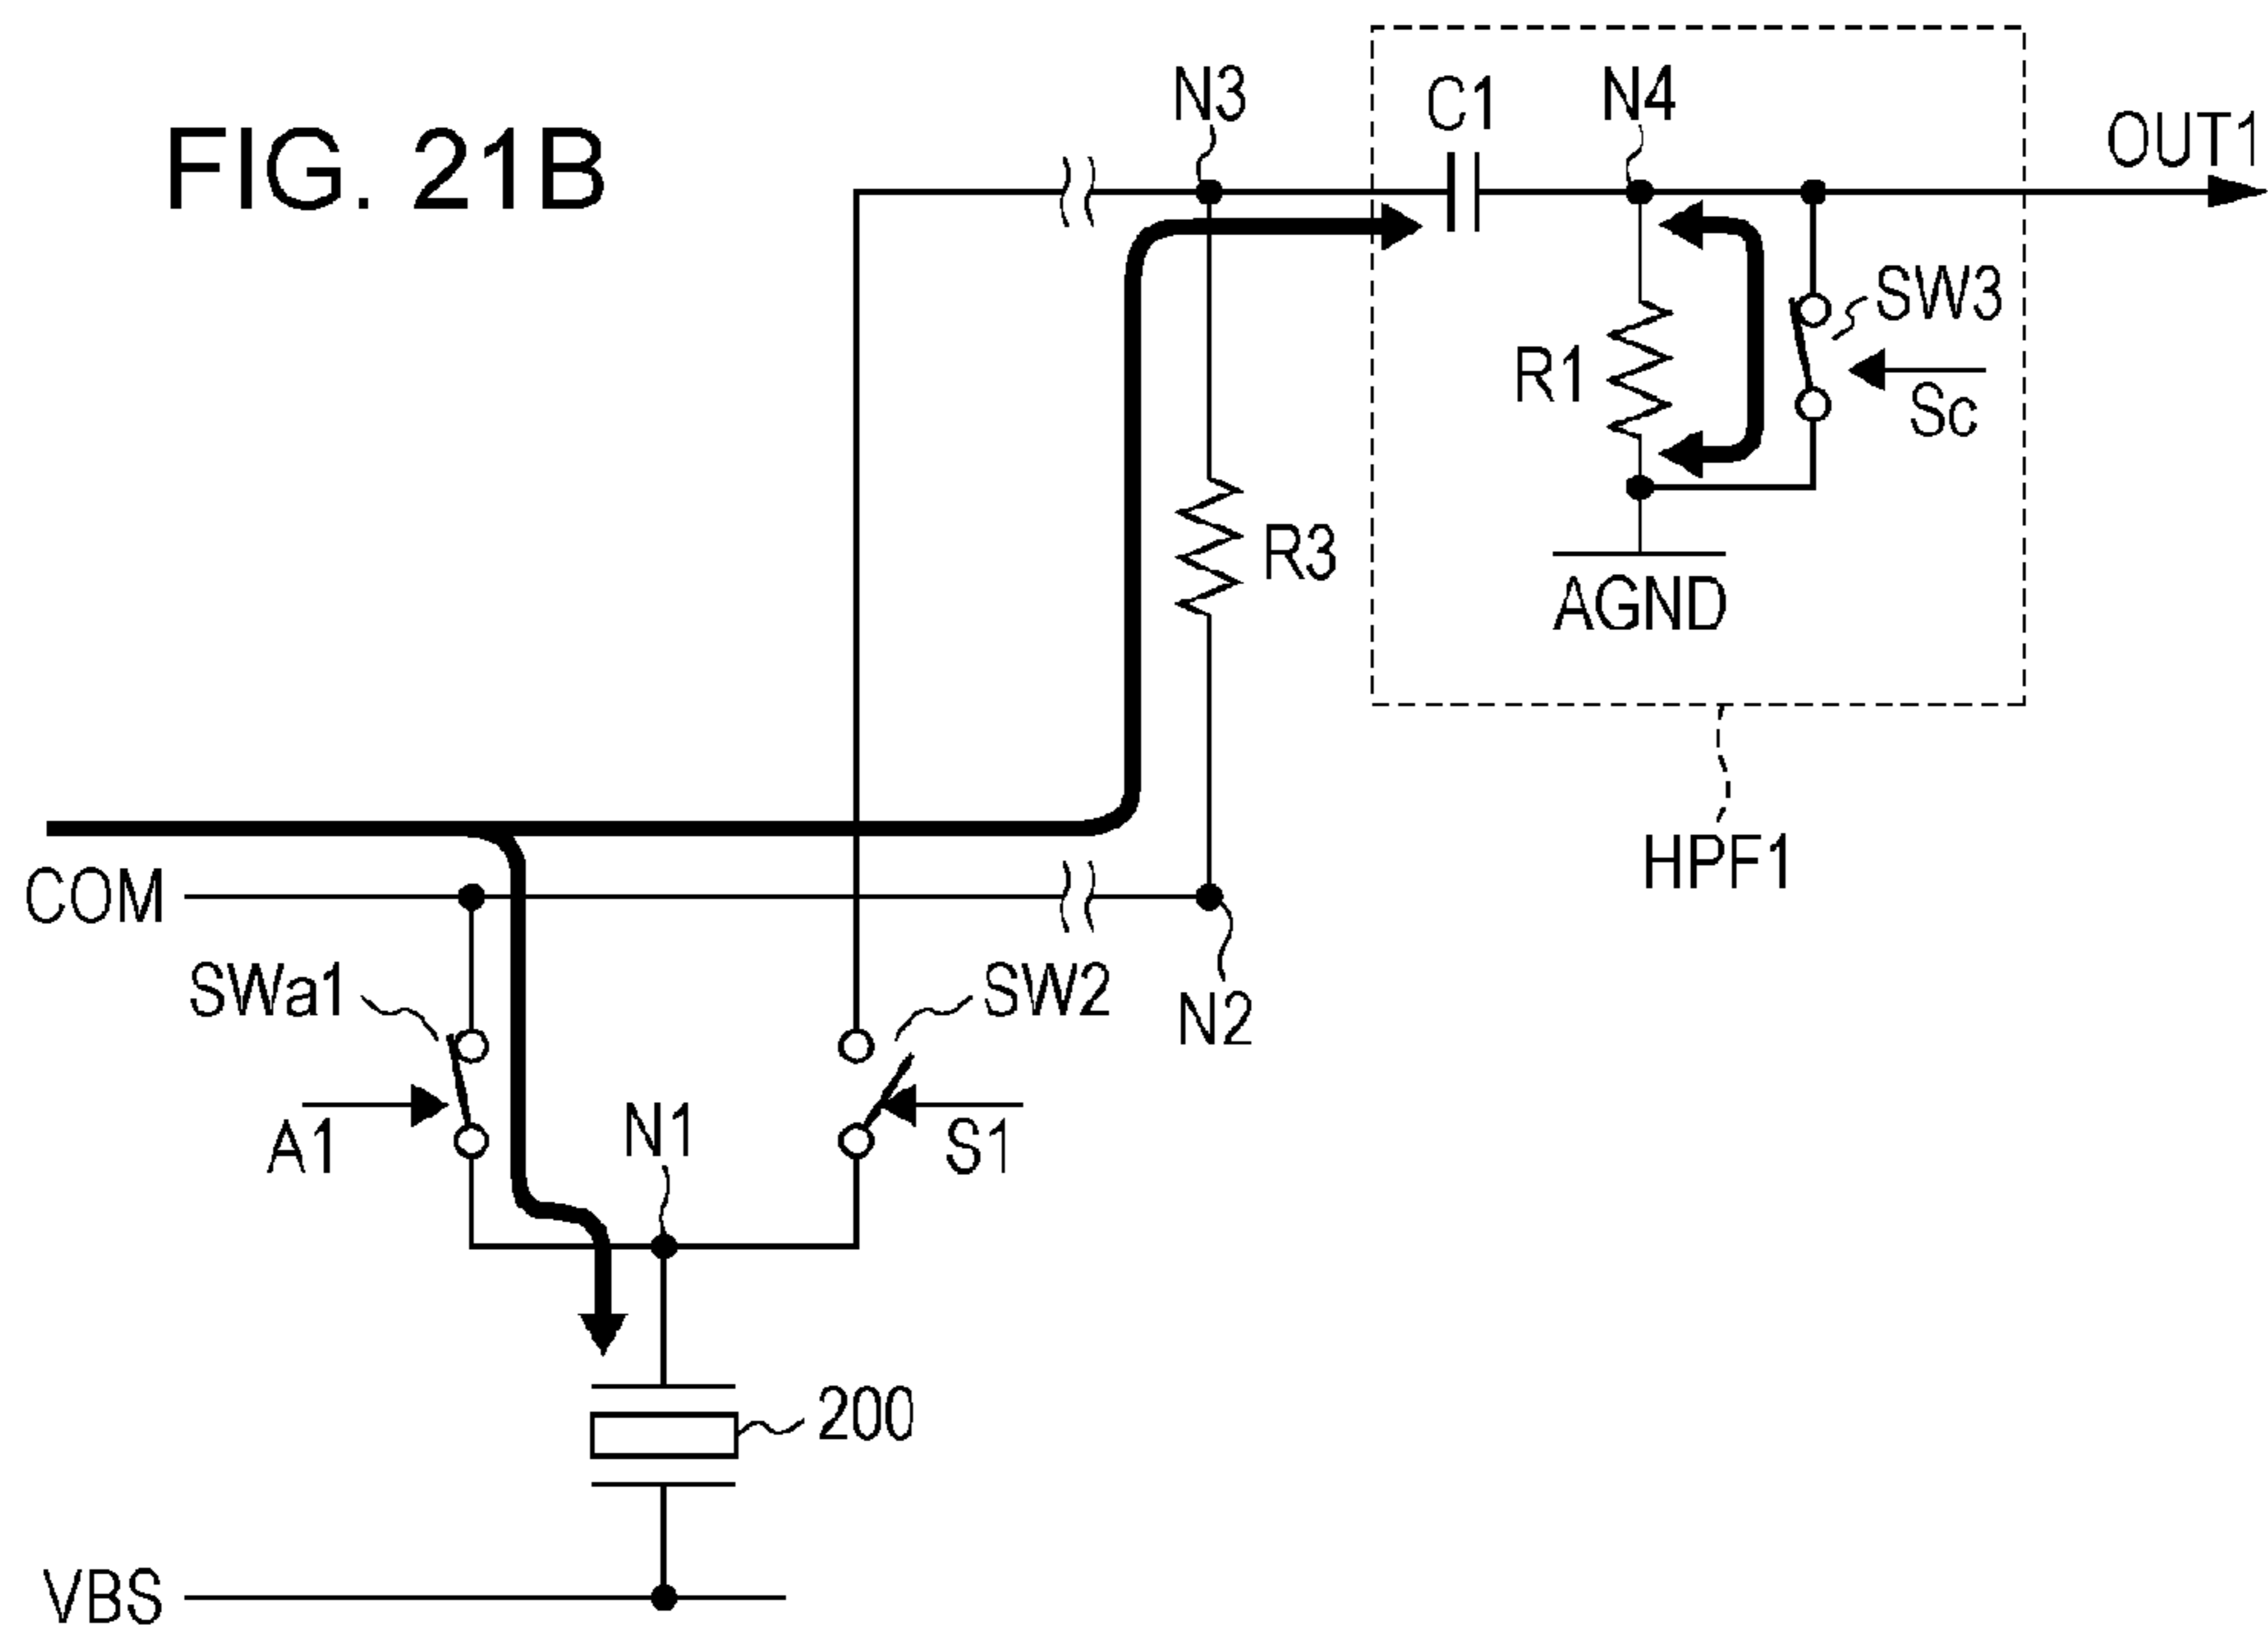 FIG. 21B
N3
C1
N4
OUT1
SW3
R1
Sc
R3
AGND
HPF1
COM
SWa1
SW2
N2
A1
N1
S1
200
VBS